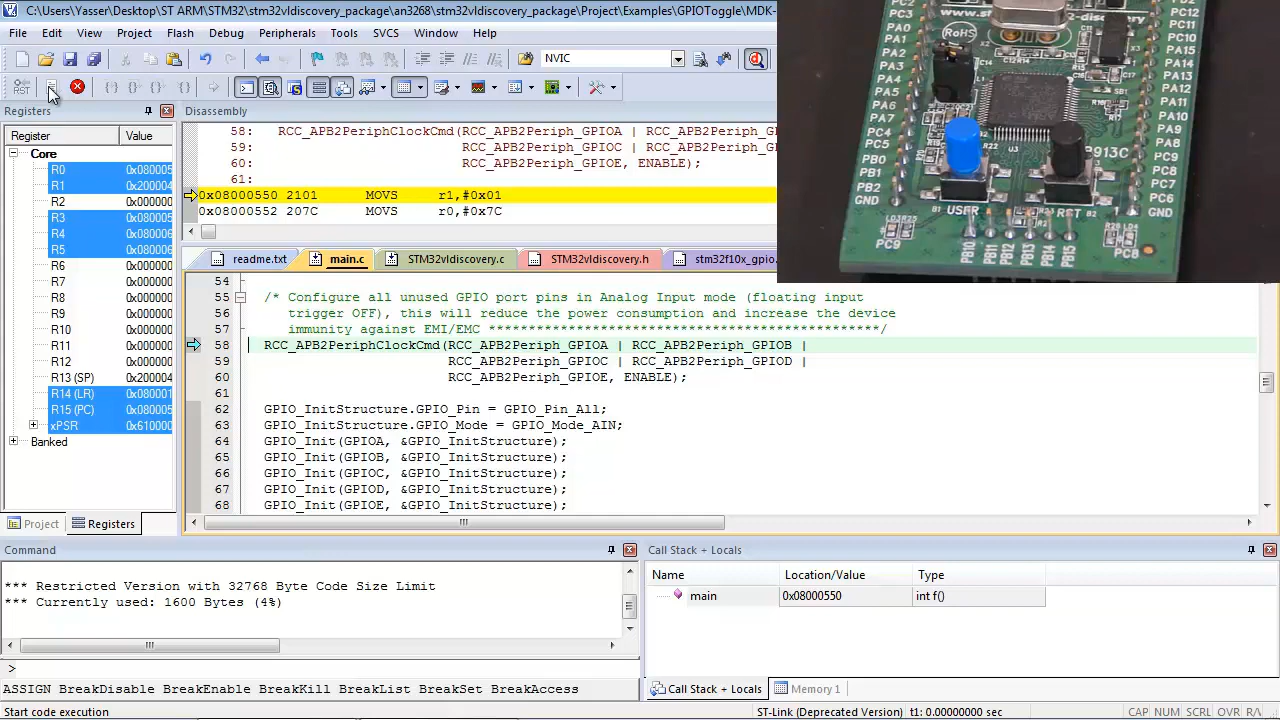 C:\Users\Yasser\Desktop\ST ARM\STM32\stm32vldiscovery_package\an3268\stm32vldiscovery_package\Project\Examples\GPIOToggle\MDK-
File Edit View Project Flash Debug Peripherals Tools SVCS Window Help
NVIC
RST
Registers
Register Value
Core
R0 0x080005
R1 0x200004
R2 0x000000
R3 0x080005
R4 0x080006
R5 0x080006
R6 0x000000
R7 0x000000
R8 0x000000
R9 0x000000
R10 0x000000
R11 0x000000
R12 0x000000
R13 (SP) 0x200004
R14 (LR) 0x080001
R15 (PC) 0x080005
xPSR 0x610000
Banked
Project Registers
Disassembly
58: RCC_APB2PeriphClockCmd(RCC_APB2Periph_GPIOA | RCC_APB2Periph_
59: RCC_APB2Periph_GPIOC | RCC_APB2Periph_
60: RCC_APB2Periph_GPIOE, ENABLE);
61:
0x08000550 2101 MOVS r1,#0x01
0x08000552 207C MOVS r0,#0x7C
readme.txt main.c STM32vldiscovery.c STM32vldiscovery.h stm32f10x_gpio.
54
55 /* Configure all unused GPIO port pins in Analog Input mode (floating input
56 trigger OFF), this will reduce the power consumption and increase the device
57 immunity against EMI/EMC *************************************************/
58 RCC_APB2PeriphClockCmd(RCC_APB2Periph_GPIOA | RCC_APB2Periph_GPIOB |
59 RCC_APB2Periph_GPIOC | RCC_APB2Periph_GPIOD |
60 RCC_APB2Periph_GPIOE, ENABLE);
61
62 GPIO_InitStructure.GPIO_Pin = GPIO_Pin_All;
63 GPIO_InitStructure.GPIO_Mode = GPIO_Mode_AIN;
64 GPIO_Init(GPIOA, &GPIO_InitStructure);
65 GPIO_Init(GPIOB, &GPIO_InitStructure);
66 GPIO_Init(GPIOC, &GPIO_InitStructure);
67 GPIO_Init(GPIOD, &GPIO_InitStructure);
68 GPIO_Init(GPIOE, &GPIO_InitStructure);
PC2
PC3
PA0
PA1
PA2
PA3
PA4
PA5
PA6
PA7
PC4
PC5
PB0
PB1
PB2
GND
RoHS
U3
B1 USER
RST B2
PC9
PC8
PB10 PB11 PB12 PB13 PB14 PB15
PC12
PC11
PC10
PA15
PA14
PA13
PA12
PA11
PA10
PA9
PA8
PC9
PC8
PC7
PC6
GND
Command
*** Restricted Version with 32768 Byte Code Size Limit
*** Currently used: 1600 Bytes (4%)
>
ASSIGN BreakDisable BreakEnable BreakKill BreakList BreakSet BreakAccess
Call Stack + Locals
Name Location/Value Type
main 0x08000550 int f()
Call Stack + Locals Memory 1
Start code execution ST-Link (Deprecated Version) t1: 0.00000000 sec CAP NUM SCRL OVR R/